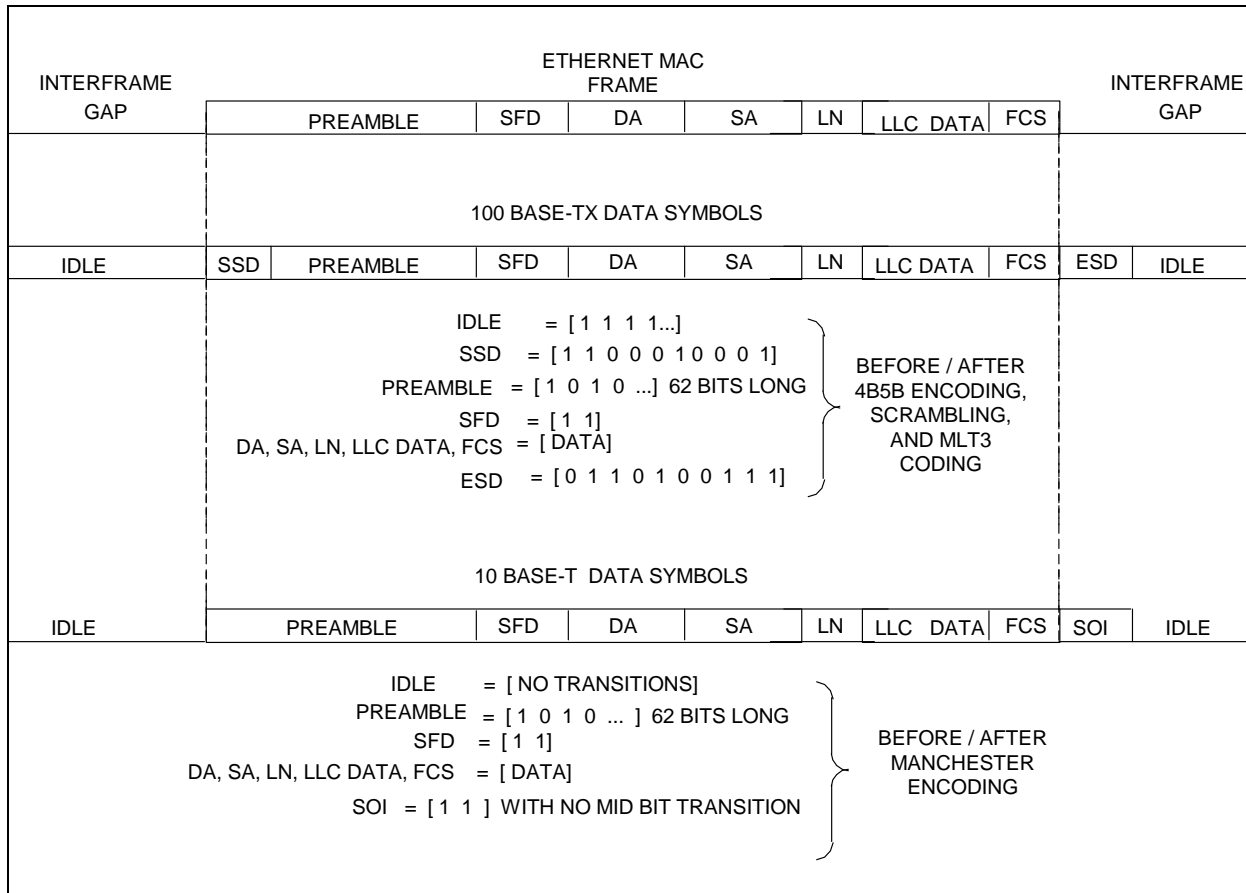 ETHERNET MAC
FRAME
INTERFRAME
GAP
INTERFRAME
GAP
PREAMBLE SFD DA SA LN LLC DATA FCS
100 BASE-TX DATA SYMBOLS
IDLE SSD PREAMBLE SFD DA SA LN LLC DATA FCS ESD IDLE
IDLE = [ 1 1 1 1...]
SSD = [ 1 1 0 0 0 1 0 0 0 1]
PREAMBLE = [ 1 0 1 0 ...] 62 BITS LONG
SFD = [ 1 1]
DA, SA, LN, LLC DATA, FCS = [ DATA]
ESD = [ 0 1 1 0 1 0 0 1 1 1]
BEFORE / AFTER
4B5B ENCODING,
SCRAMBLING,
AND MLT3
CODING
10 BASE-T DATA SYMBOLS
IDLE PREAMBLE SFD DA SA LN LLC DATA FCS SOI IDLE
IDLE = [ NO TRANSITIONS]
PREAMBLE = [ 1 0 1 0 ... ] 62 BITS LONG
SFD = [ 1 1]
DA, SA, LN, LLC DATA, FCS = [ DATA]
SOI = [ 1 1 ] WITH NO MID BIT TRANSITION
BEFORE / AFTER
MANCHESTER
ENCODING